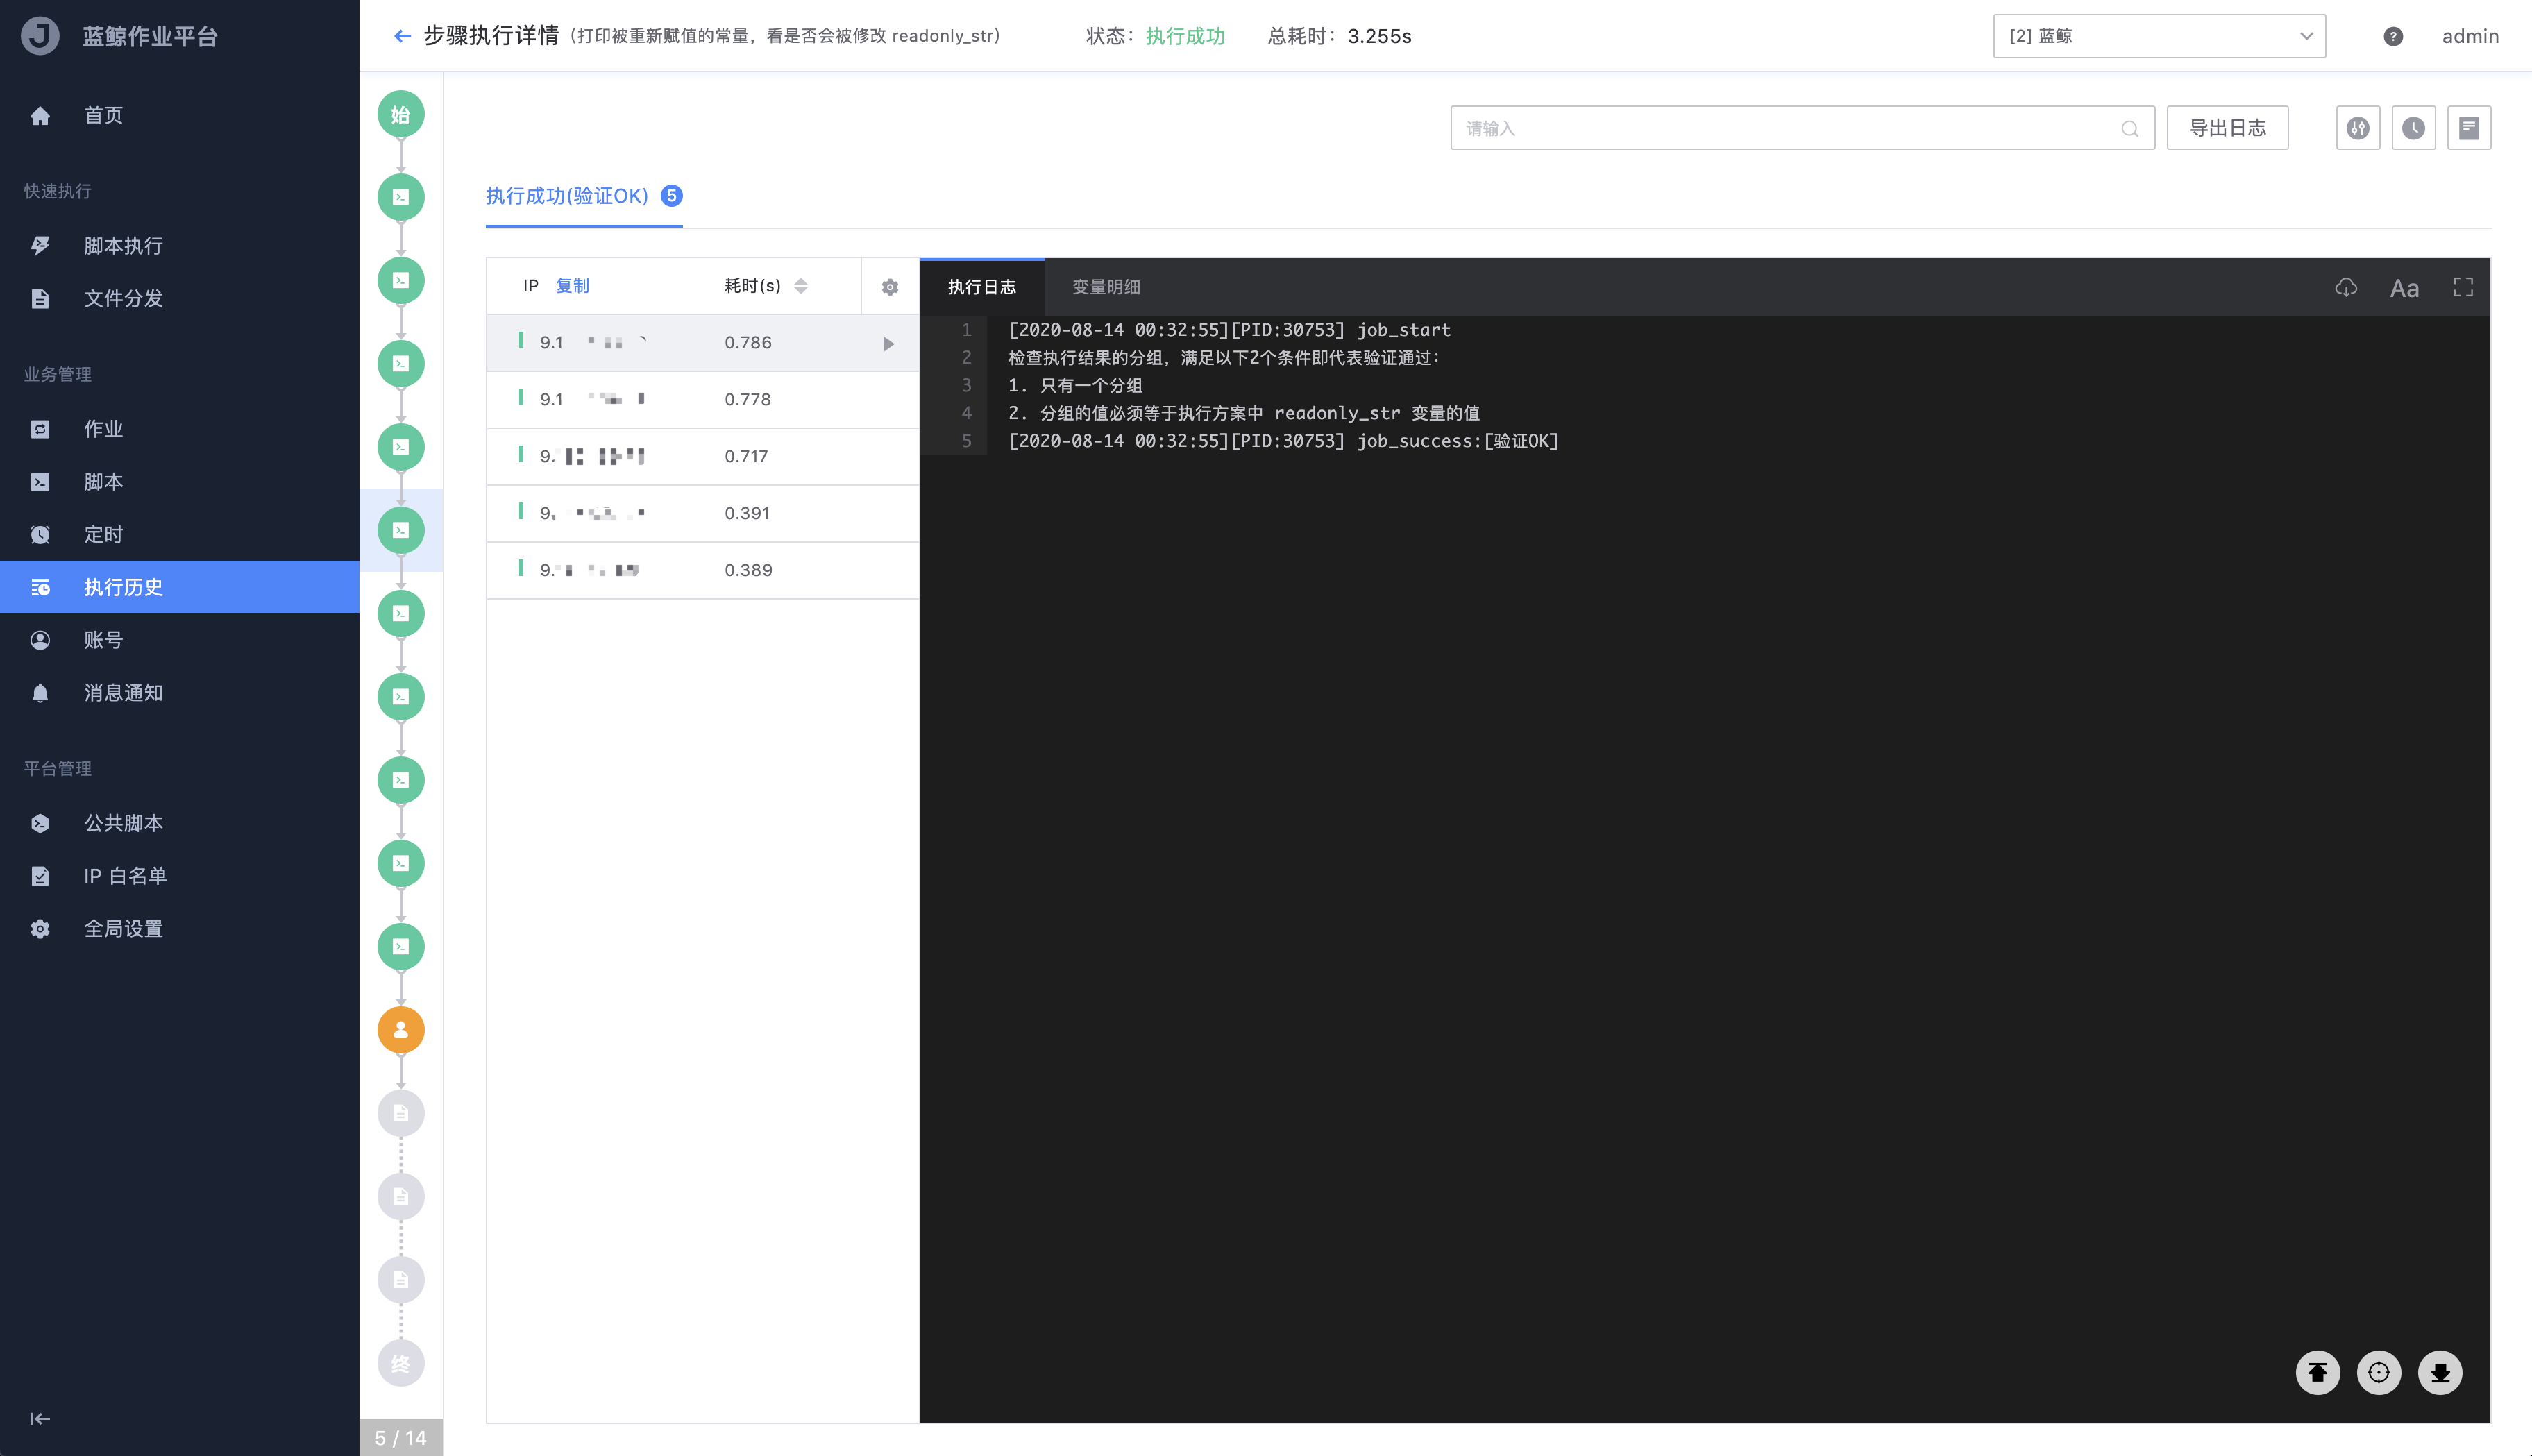 蓝鲸作业平台
首页
快速执行
脚本执行
文件分发
业务管理
作业
脚本
定时
执行历史
账号
消息通知
平台管理
公共脚本
IP 白名单
全局设置
步骤执行详情 (打印被重新赋值的常量，看是否会被修改 readonly_str)
状态： 执行成功
总耗时： 3.255s
[2] 蓝鲸
admin
始
终
5 / 14
请输入
导出日志
执行成功(验证OK) 5
IP 复制 耗时(s)
9.1 0.786
9.1 0.778
9. 0.717
9. 0.391
9. 0.389
执行日志 变量明细
Aa
1 [2020-08-14 00:32:55][PID:30753] job_start
2 检查执行结果的分组，满足以下2个条件即代表验证通过：
3 1. 只有一个分组
4 2. 分组的值必须等于执行方案中 readonly_str 变量的值
5 [2020-08-14 00:32:55][PID:30753] job_success:[验证OK]